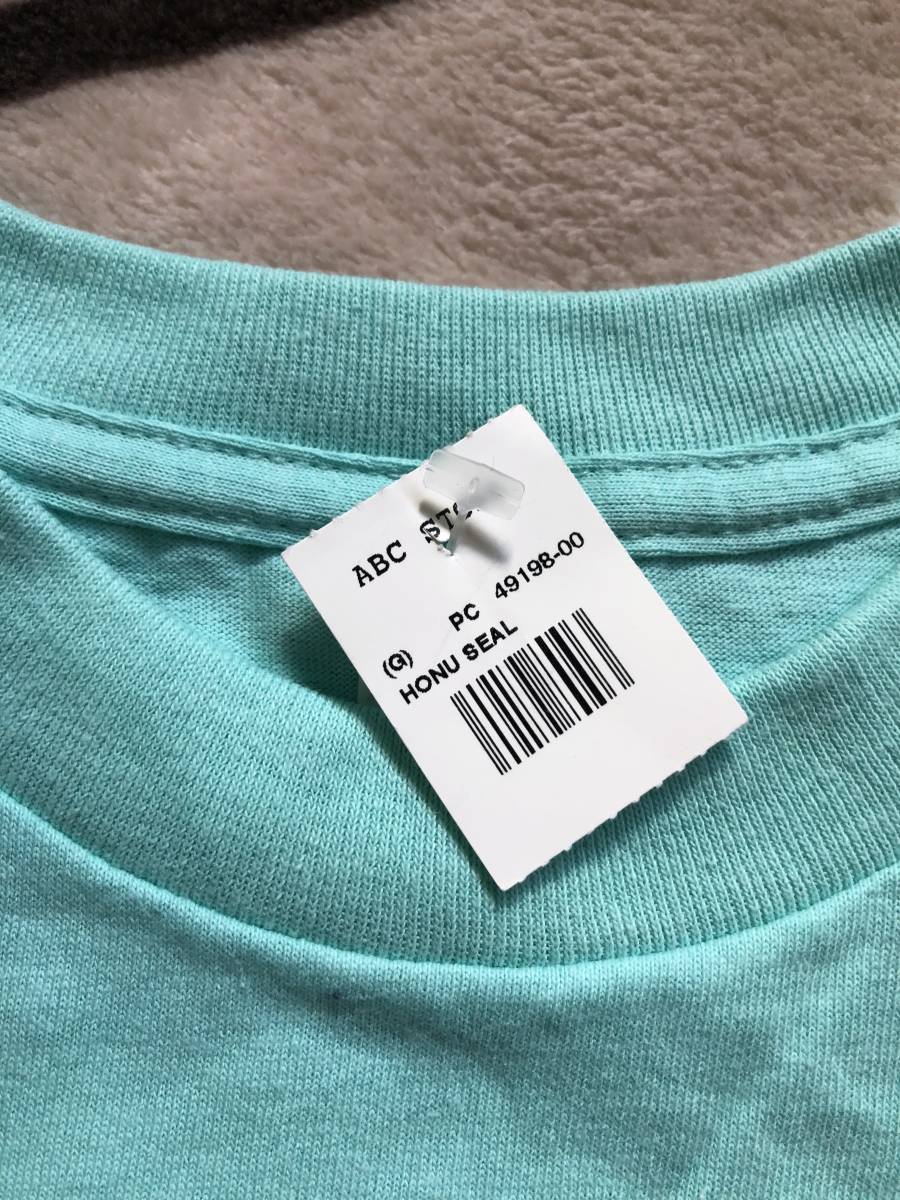 ABC
PC 49198-00
(G)
HONU SEAL